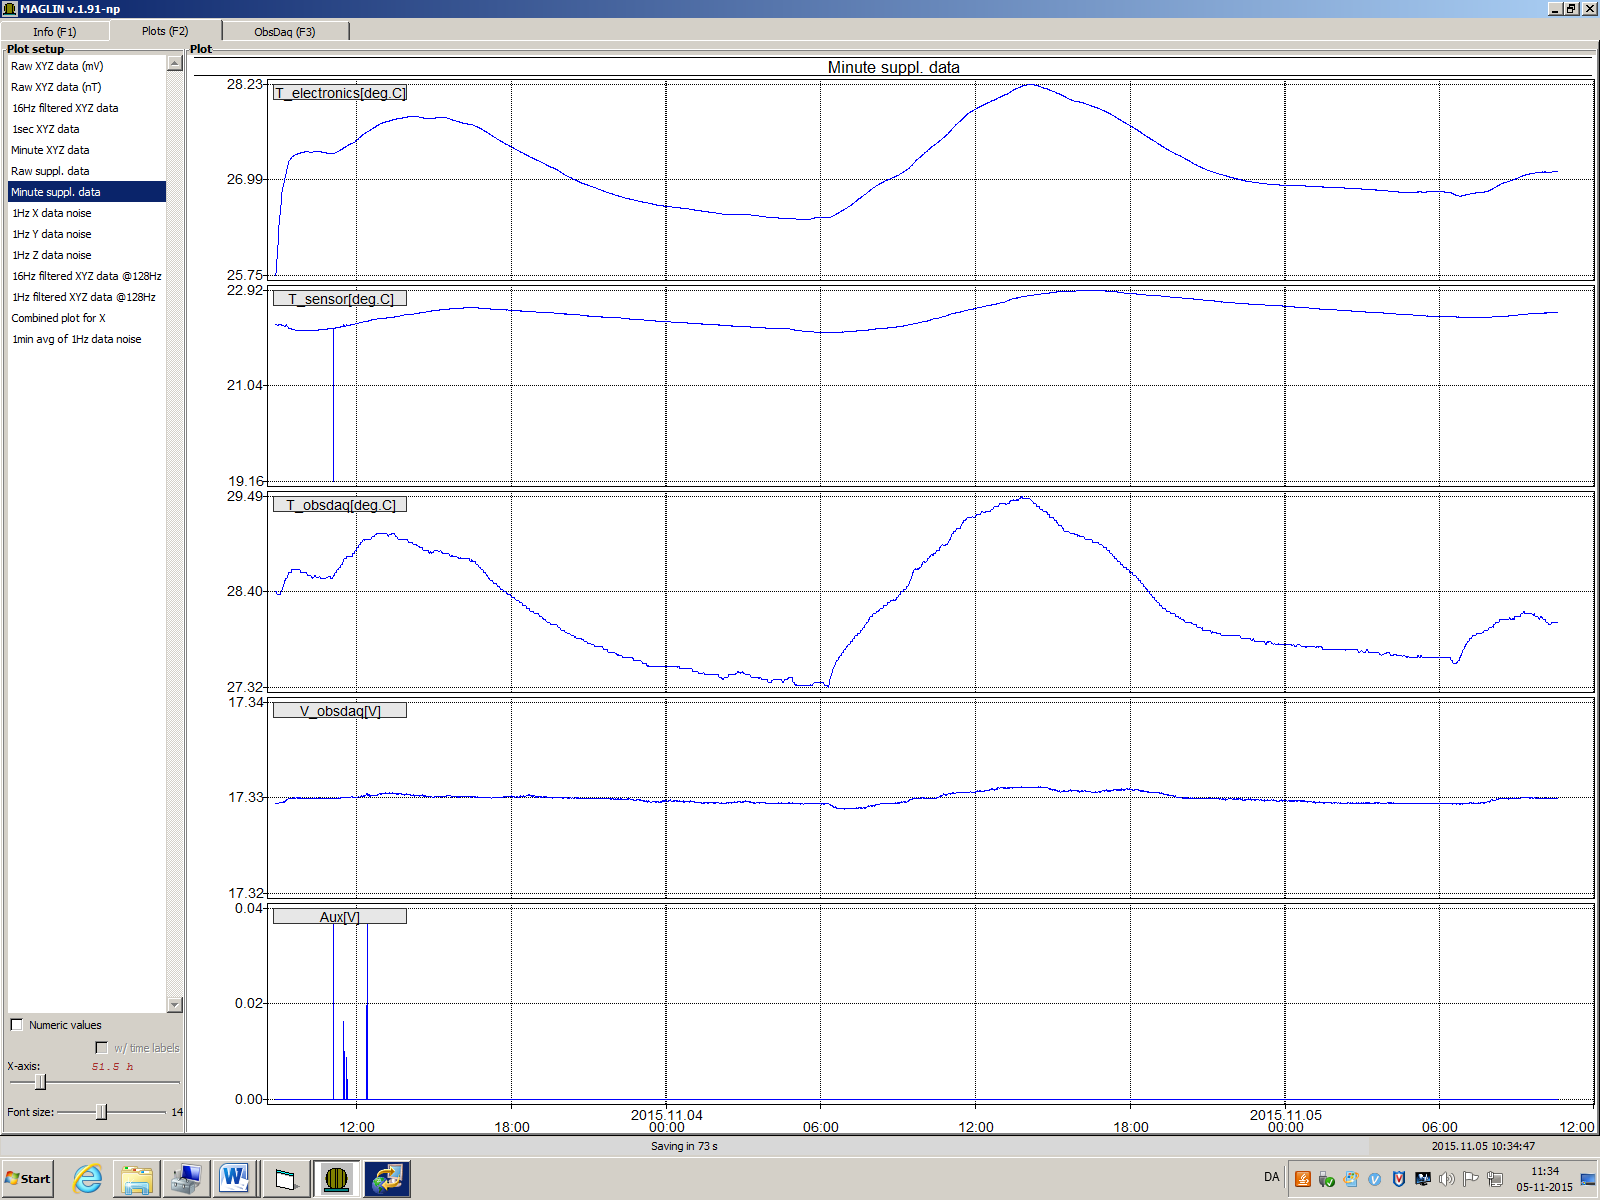 MAGLIN v.1.91-np
Info (F1)
Plots (F2)
ObsDaq (F3)
Plot setup
Raw XYZ data (mV)
Raw XYZ data (nT)
16Hz filtered XYZ data
1sec XYZ data
Minute XYZ data
Raw suppl. data
Minute suppl. data
1Hz X data noise
1Hz Y data noise
1Hz Z data noise
16Hz filtered XYZ data @128Hz
1Hz filtered XYZ data @128Hz
Combined plot for X
1min avg of 1Hz data noise
Numeric values
w/ time labels
X-axis: 51.5 h
Font size: 14
Plot
Minute suppl. data
T_electronics[deg.C]
28.23
26.99
25.75
T_sensor[deg.C]
22.92
21.04
19.16
T_obsdaq[deg.C]
29.49
28.40
27.32
V_obsdaq[V]
17.34
17.33
17.32
Aux[V]
0.04
0.02
0.00
2015.11.04 2015.11.05
12:00 18:00 00:00 06:00 12:00 18:00 00:00 06:00 12:00
Saving in 73 s
2015.11.05 10:34:47
Start
DA
11:34
05-11-2015